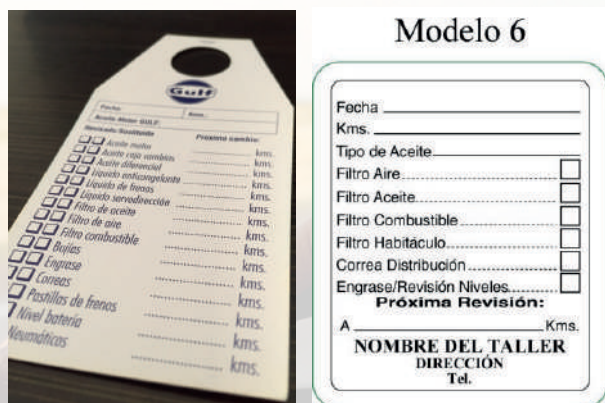 Gulf
Fecha: Kms.:
Aceite Motor GULF:
Revisado/Sustituido Próximo cambio:
Aceite motor kms.
Aceite caja cambios kms.
Aceite diferencial kms.
Líquido anticongelante kms.
Líquido de frenos kms.
Líquido servodirección kms.
Filtro de aceite kms.
Filtro de aire kms.
Filtro combustible kms.
Bujías kms.
Engrase kms.
Correas kms.
Pastillas de frenos kms.
Nivel batería kms.
Neumáticos kms.
Modelo 6
Fecha
Kms.
Tipo de Aceite
Filtro Aire
Filtro Aceite
Filtro Combustible
Filtro Habitáculo
Correa Distribución
Engrase/Revisión Niveles
Próxima Revisión:
A Kms.
NOMBRE DEL TALLER
DIRECCIÓN
Tel.